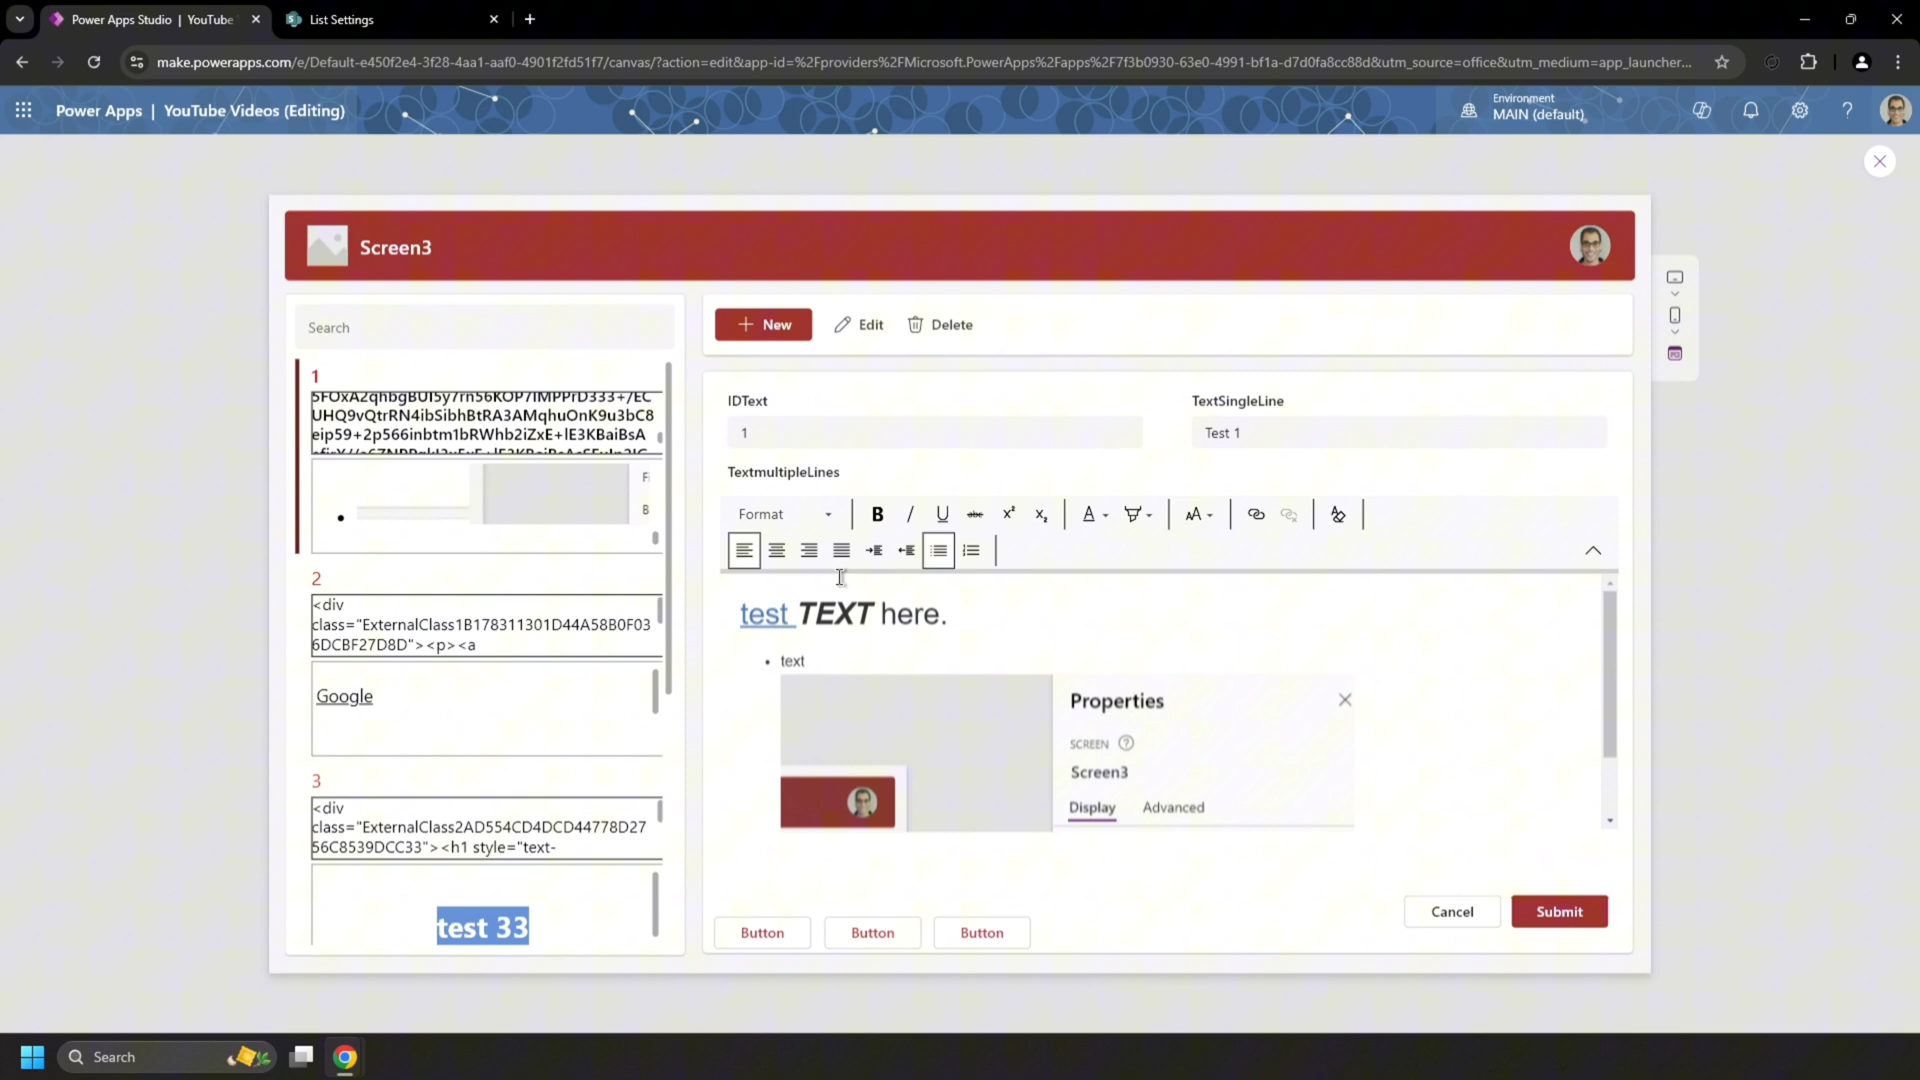 Power Apps Studio | YouTube
List Settings
make.powerapps.com/e/Default-e450f2e4-3f28-4aa1-aaf0-4901f2fd51f7/canvas/?action=edit&app-id=%2Fproviders%2FMicrosoft.PowerApps%2Fapps%2F7f3b0930-63e0-4991-bf1a-d7d0fa8cc88d&utm_source=office&utm_medium=app_launcher...
Power Apps | YouTube Videos (Editing)
Environment
MAIN (default)
Screen3
Search
New
Edit
Delete
1
UHQ9vQtrRN4ibSibhBtRA3AMqhuOnK9u3bC8
eip59+2p566inbtm1bRWhb2iZxE+lE3KBaiBsA
2
<div
class="ExternalClass1B178311301D44A58B0F03
6DCBF27D8D"><p><a
Google
3
<div
class="ExternalClass2AD554CD4DCD44778D27
56C8539DCC33"><h1 style="text-
test 33
IDText
TextSingleLine
1
Test 1
TextmultipleLines
Format
test TEXT here.
• text
Properties
SCREEN
Screen3
Display
Advanced
Cancel
Submit
Button
Button
Button
Search